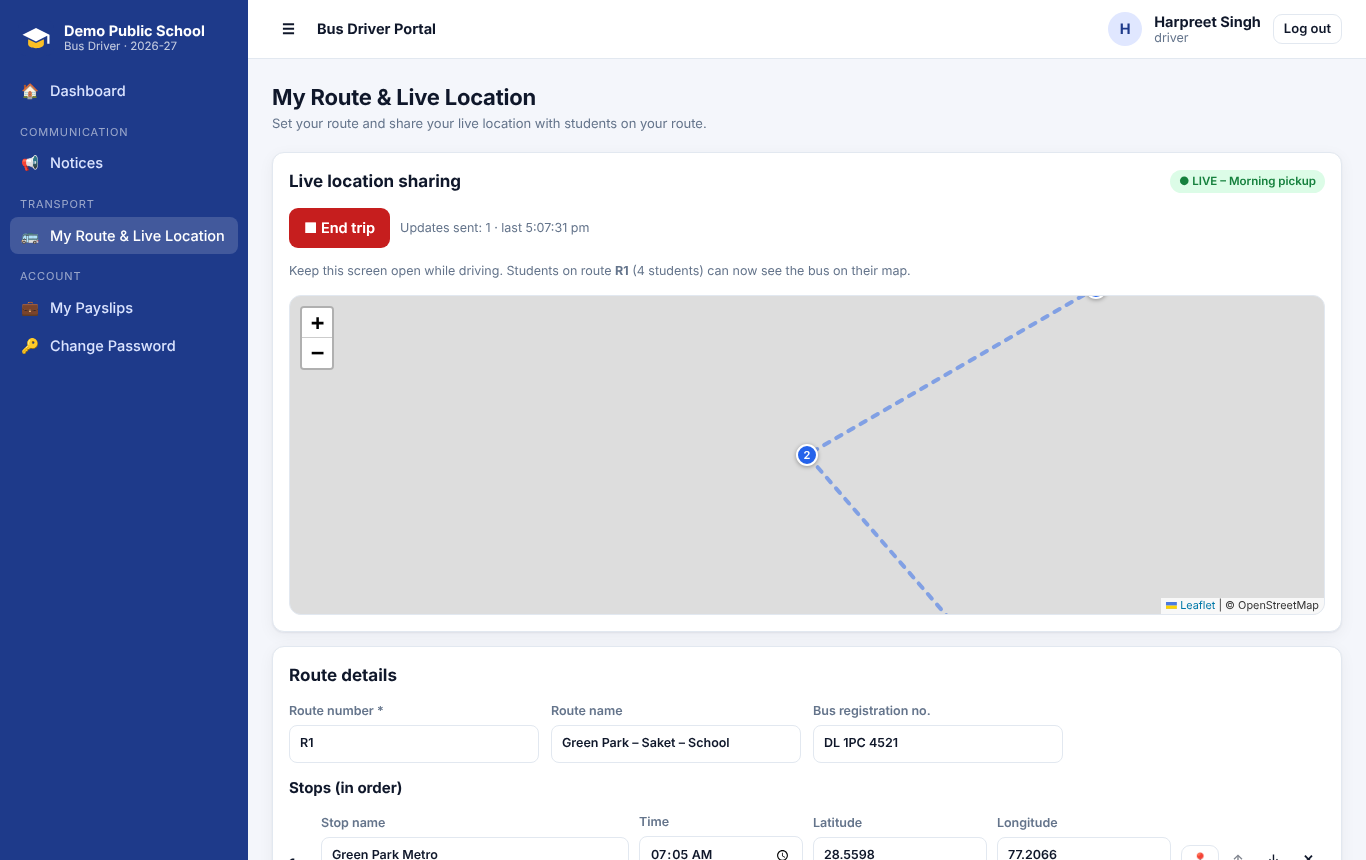 Demo Public School
Bus Driver · 2026-27
Dashboard
COMMUNICATION
Notices
TRANSPORT
My Route & Live Location
ACCOUNT
My Payslips
Change Password
Bus Driver Portal
H
Harpreet Singh
driver
Log out
My Route & Live Location
Set your route and share your live location with students on your route.
Live location sharing
LIVE – Morning pickup
End trip
Updates sent: 1 · last 5:07:31 pm
Keep this screen open while driving. Students on route R1 (4 students) can now see the bus on their map.
+
−
2
Leaflet | © OpenStreetMap
Route details
Route number *
Route name
Bus registration no.
R1
Green Park – Saket – School
DL 1PC 4521
Stops (in order)
Stop name
Time
Latitude
Longitude
Green Park Metro
07:05 AM
28.5598
77.2066